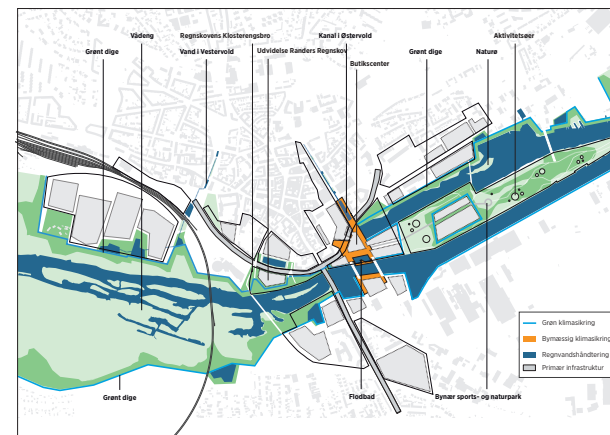 Vådeng
Regnskovens Klosterengsbro
Kanal i Østervold
Aktivitetsøer
Grønt dige
Vand i Vestervold
Udvidelse Randers Regnskov
Grønt dige
Naturø
Butikscenter
Grøn klimasikring
Bymæssig klimasikring
Regnvandshåndtering
Primær infrastruktur
Grønt dige
Flodbad
Bynær sports- og naturpark